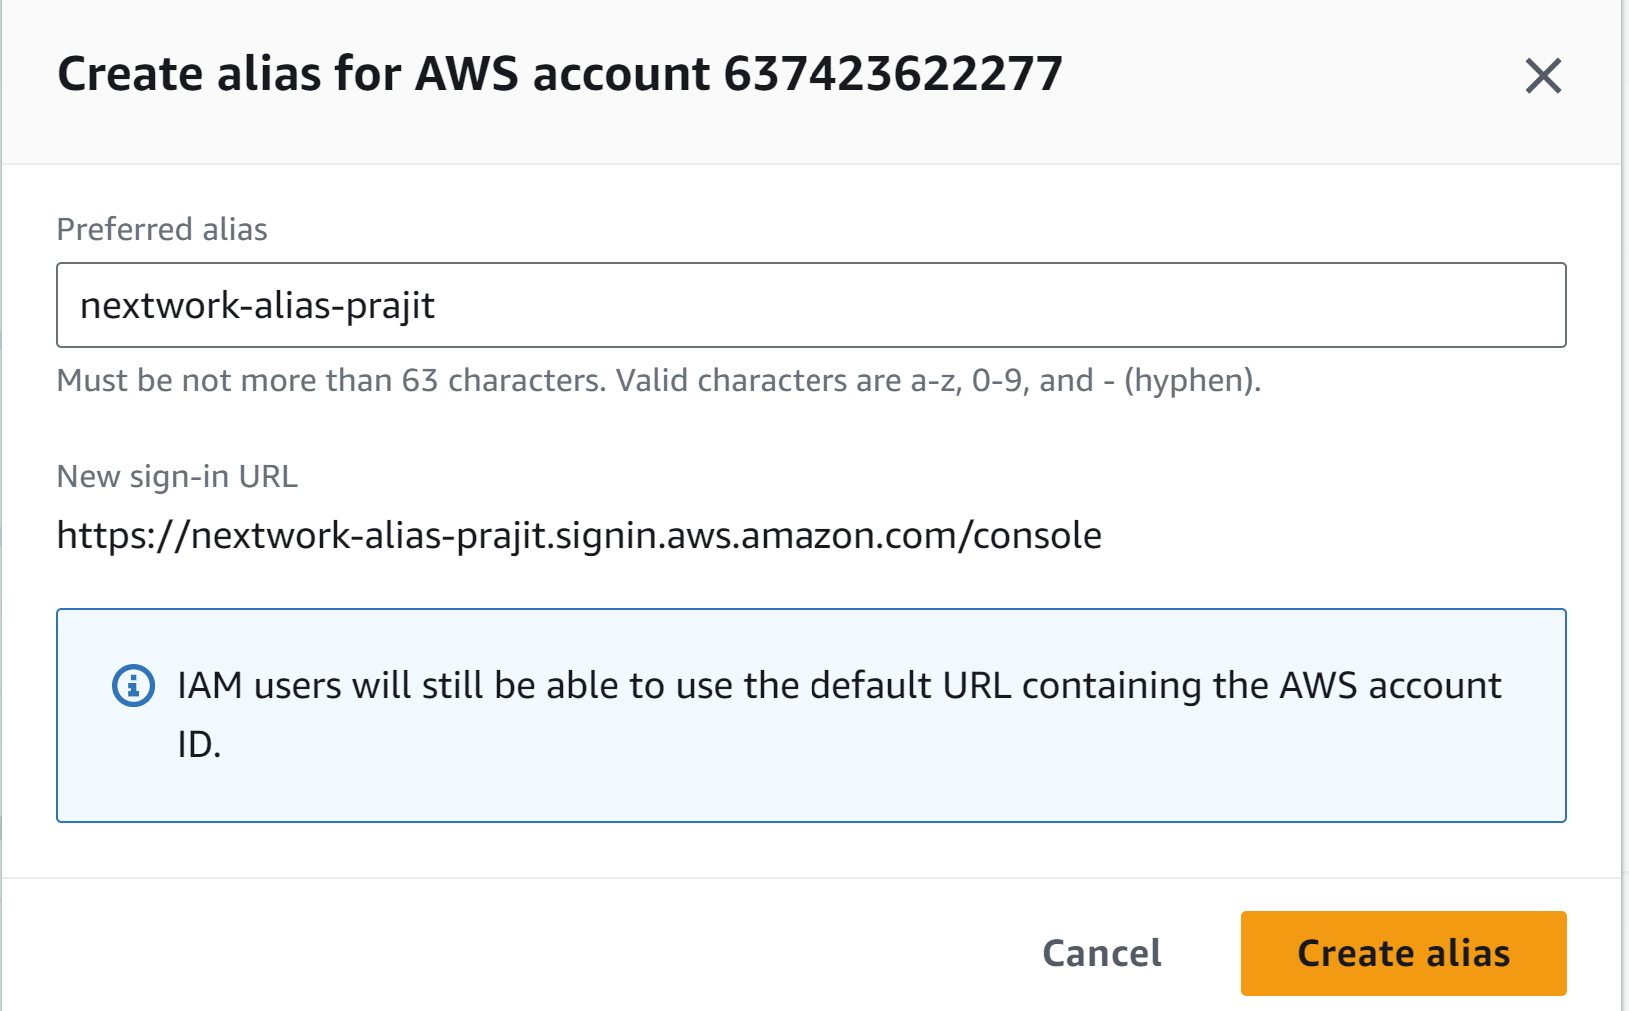 Create alias for AWS account 637423622277
Preferred alias
nextwork-alias-prajit
Must be not more than 63 characters. Valid characters are a-z, 0-9, and - (hyphen).
New sign-in URL
https://nextwork-alias-prajit.signin.aws.amazon.com/console
IAM users will still be able to use the default URL containing the AWS account
ID.
Cancel
Create alias